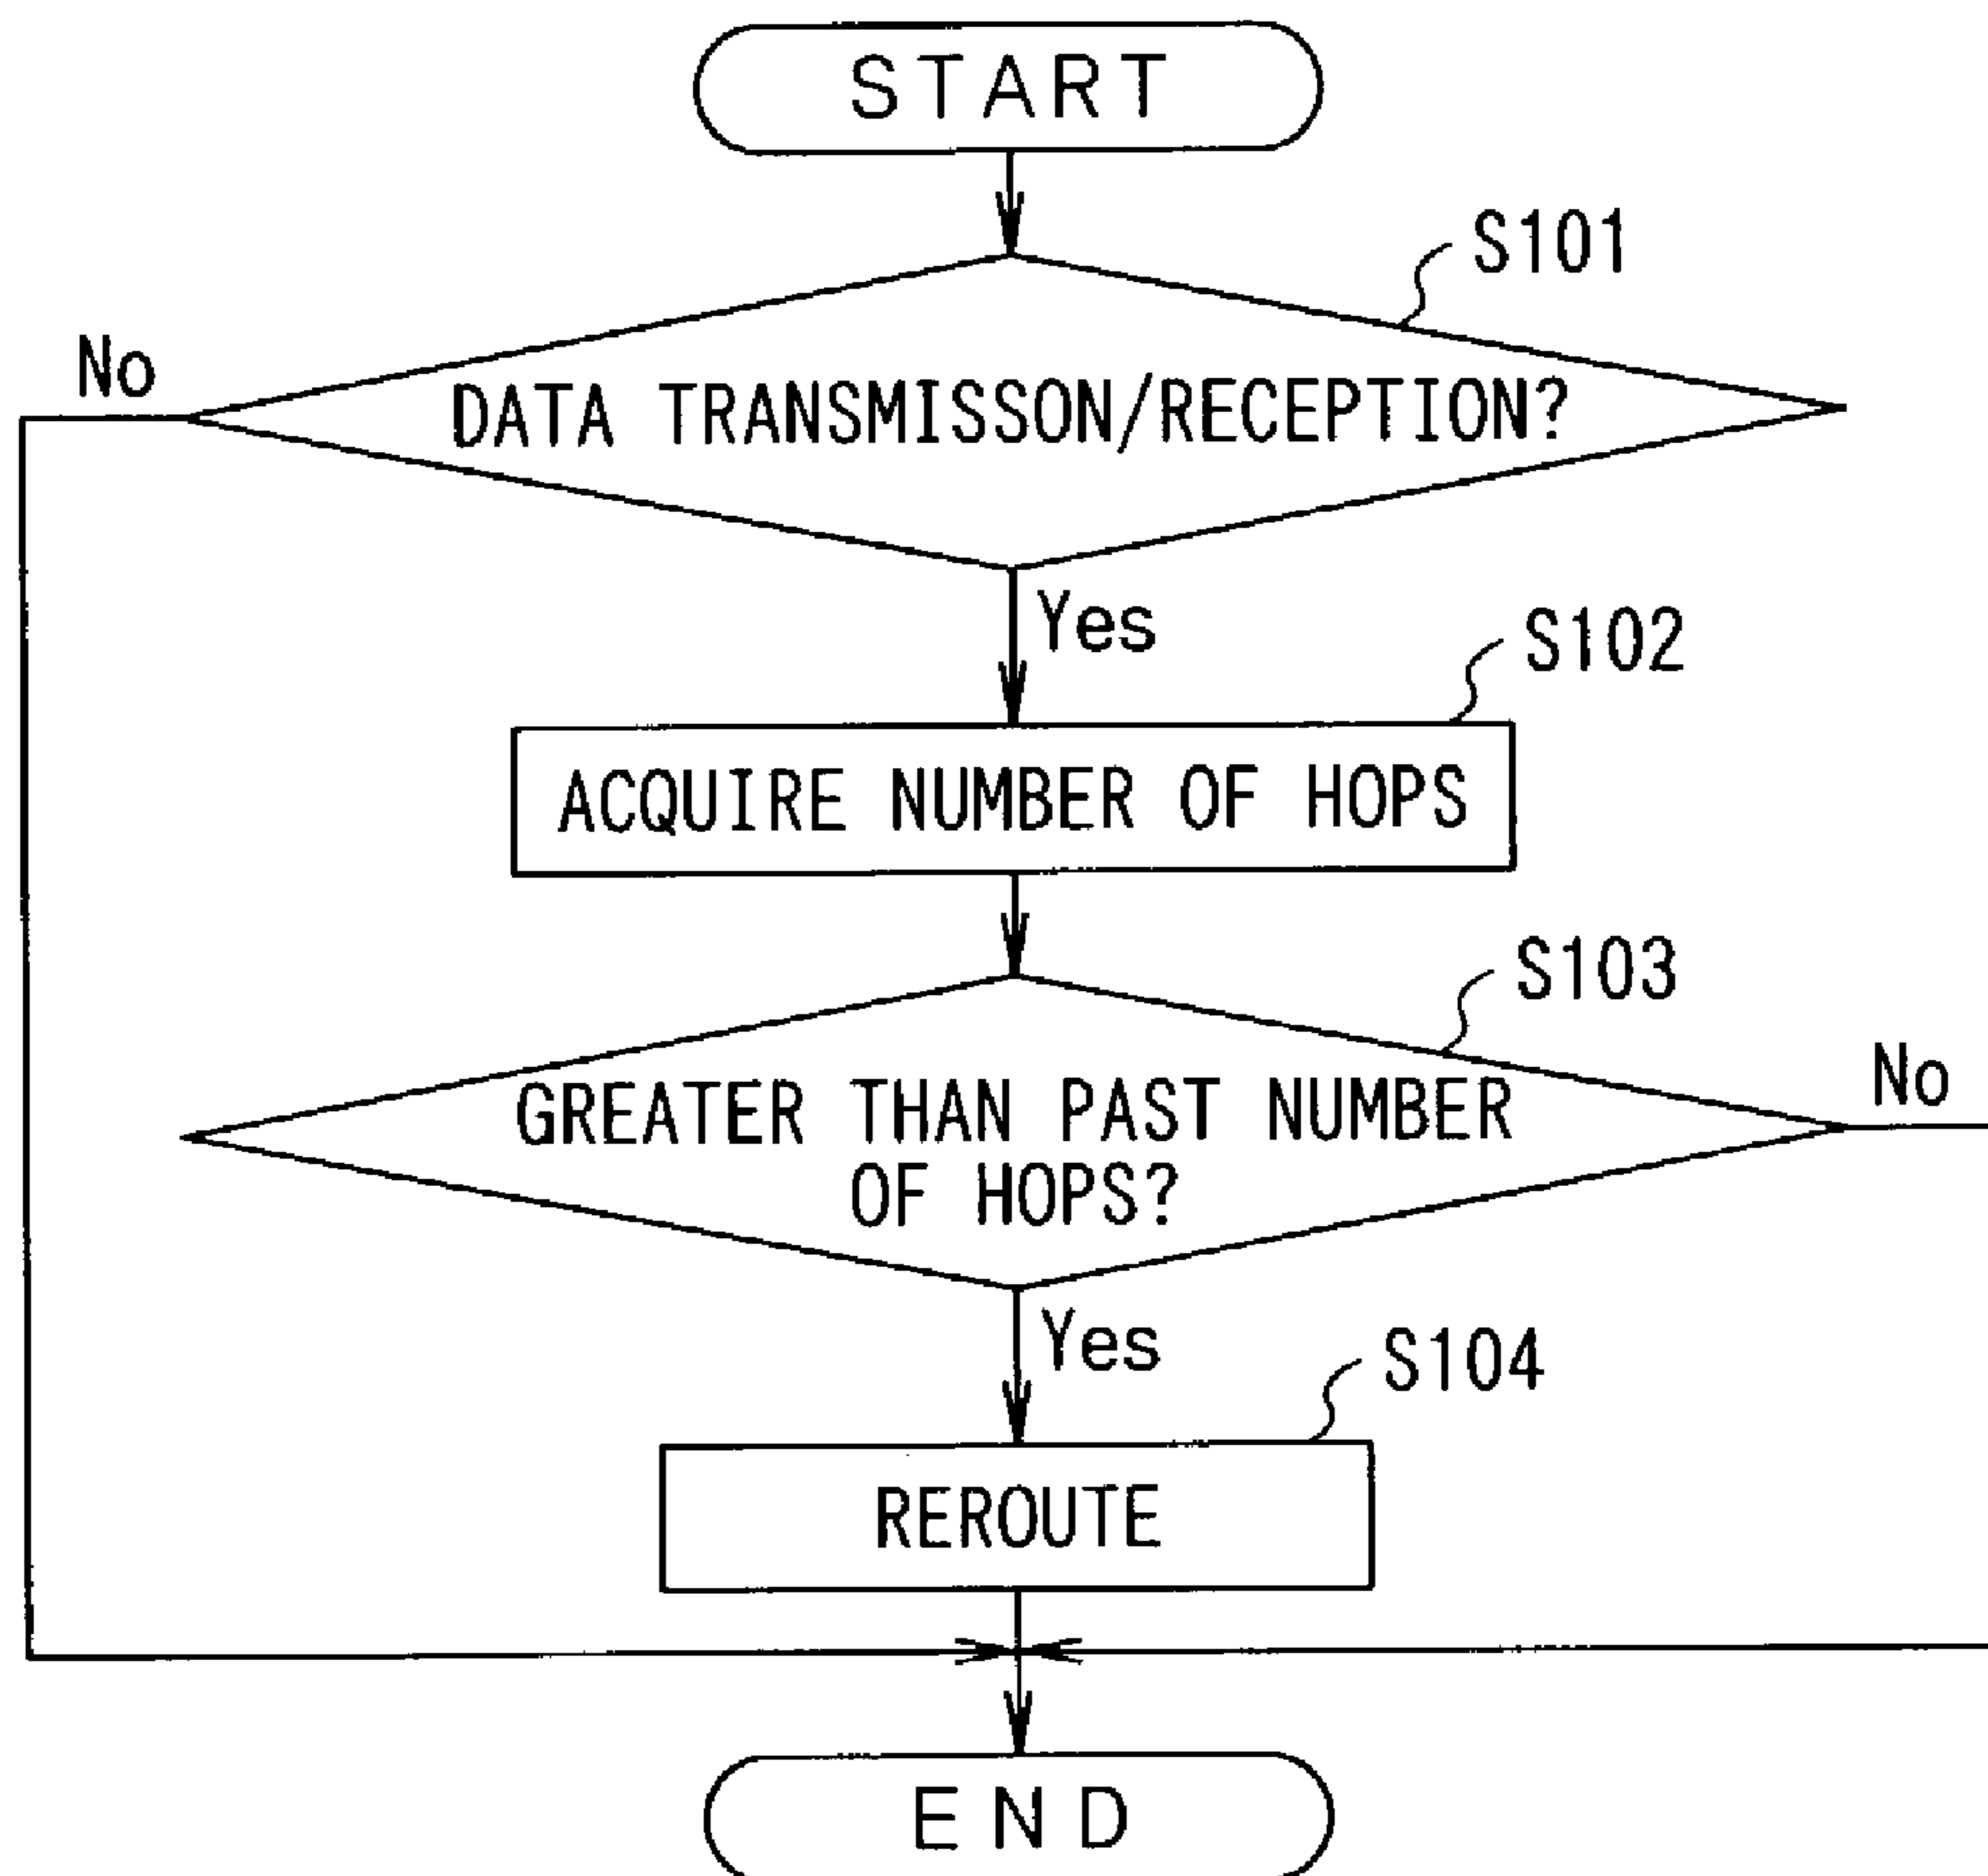 START
S101
No
DATA TRANSMISSON/RECEPTION?
Yes
S102
ACQUIRE NUMBER OF HOPS
S103
No
GREATER THAN PAST NUMBER
OF HOPS?
Yes
S104
REROUTE
END